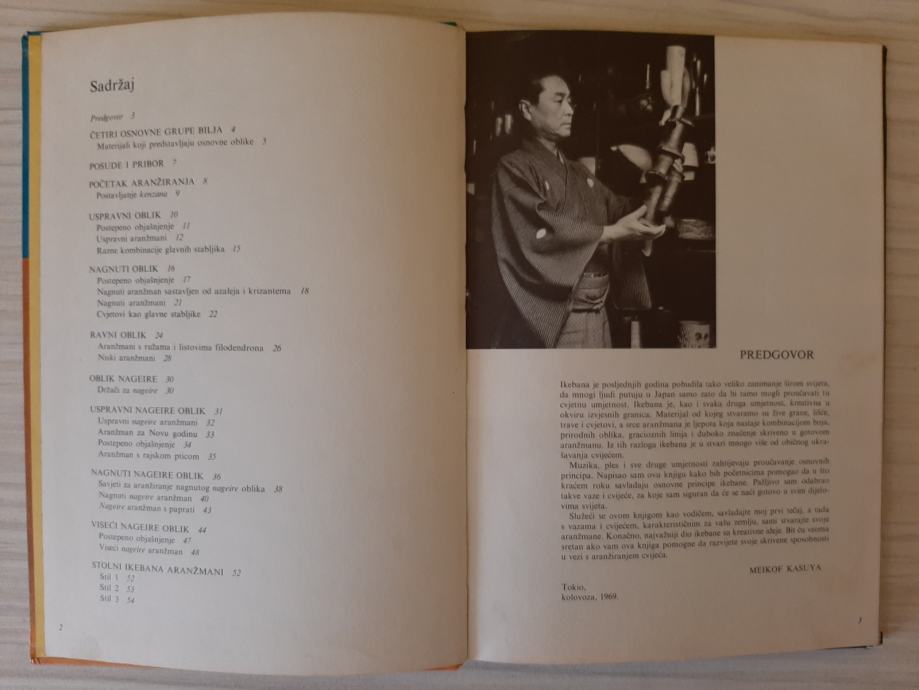 Sadržaj
Predgovor 3
ČETIRI OSNOVNE GRUPE BILJA 4
Materijali koji predstavljaju osnovne oblike 5
POSUDE I PRIBOR 7
POČETAK ARANŽIRANJA 8
Postavljanje kenzana 9
USPRAVNI OBLIK 10
Postepeno objašnjenje 11
Uspravni aranžmani 12
Razne kombinacije glavnih stabljika 15
NAGNUTI OBLIK 16
Postepeno objašnjenje 17
Nagnuti aranžman sastavljen od azaleja i krizantema 18
Nagnuti aranžmani 21
Cvjetovi kao glavne stabljike 22
RAVNI OBLIK 24
Aranžmani s ružama i listovima filodendrona 26
Niski aranžmani 28
OBLIK NAGEIRE 30
Držači za nageire 30
USPRAVNI NAGEIRE OBLIK 31
Uspravni nageire aranžmani 32
Aranžman za Novu godinu 33
Postepeno objašnjenje 34
Aranžman s rajskom pticom 35
NAGNUTI NAGEIRE OBLIK 36
Savjeti za aranžiranje nagnutog nageire oblika 38
Nagnuti nageire aranžman 40
Nageire aranžman s paprati 43
VISEĆI NAGEIRE OBLIK 44
Postepeno objašnjenje 47
Viseći nageire aranžman 48
STOLNI IKEBANA ARANŽMANI 52
Stil 1 52
Stil 2 53
Stil 3 54
2
PREDGOVOR
Ikebana je posljednjih godina pobudila tako veliko zanimanje širom svijeta,
da mnogi ljudi putuju u Japan samo zato da bi tamo mogli proučavati tu
cvjetnu umjetnost. Ikebana je, kao i svaka druga umjetnost, kreativna u
okviru izvjesnih granica. Materijal od kojeg stvaramo su žive grane, lišće,
trave i cvjetovi, a srce aranžmana je ljepota koja nastaje kombinacijom boja,
prirodnih oblika, gracioznih linija i duboko značenje skriveno u gotovom
aranžmanu. Iz tih razloga ikebana je u stvari mnogo više od običnog ukra-
šavanja cvijećem.
Muzika, ples i sve druge umjetnosti zahtijevaju proučavanje osnovnih
principa. Napisao sam ovu knjigu kako bih početnicima pomogao da u što
kraćem roku savladaju osnovne principe ikebane. Pažljivo sam odabrao
takve vaze i cvijeće, za koje sam siguran da će se naći gotovo u svim dijelo-
vima svijeta.
Služeći se ovom knjigom kao vodičem, savladajte moj prvi tečaj, a tada
s vazama i cvijećem, karakterističnim za vašu zemlju, sami stvarajte svoje
aranžmane. Konačno, najvažniji dio ikebane su kreativne ideje. Bit ću veoma
sretan ako vam ova knjiga pomogne da razvijete svoje skrivene sposobnosti
u vezi s aranžiranjem cvijeća.
MEIKOF KASUYA
Tokio,
kolovoza, 1969.
3